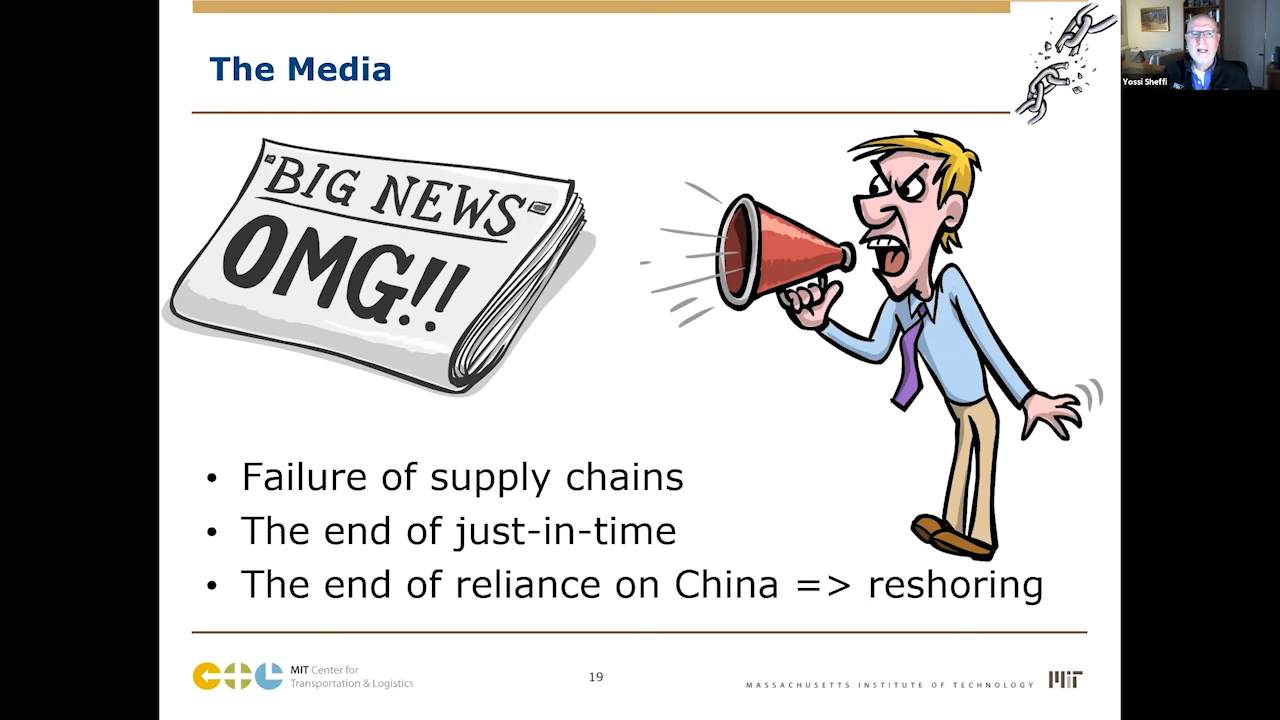 The Media
Yossi Sheffi
BIG NEWS
OMG!!
• Failure of supply chains
• The end of just-in-time
• The end of reliance on China => reshoring
MIT Center for
Transportation & Logistics
19
MASSACHUSETTS INSTITUTE OF TECHNOLOGY
MIT